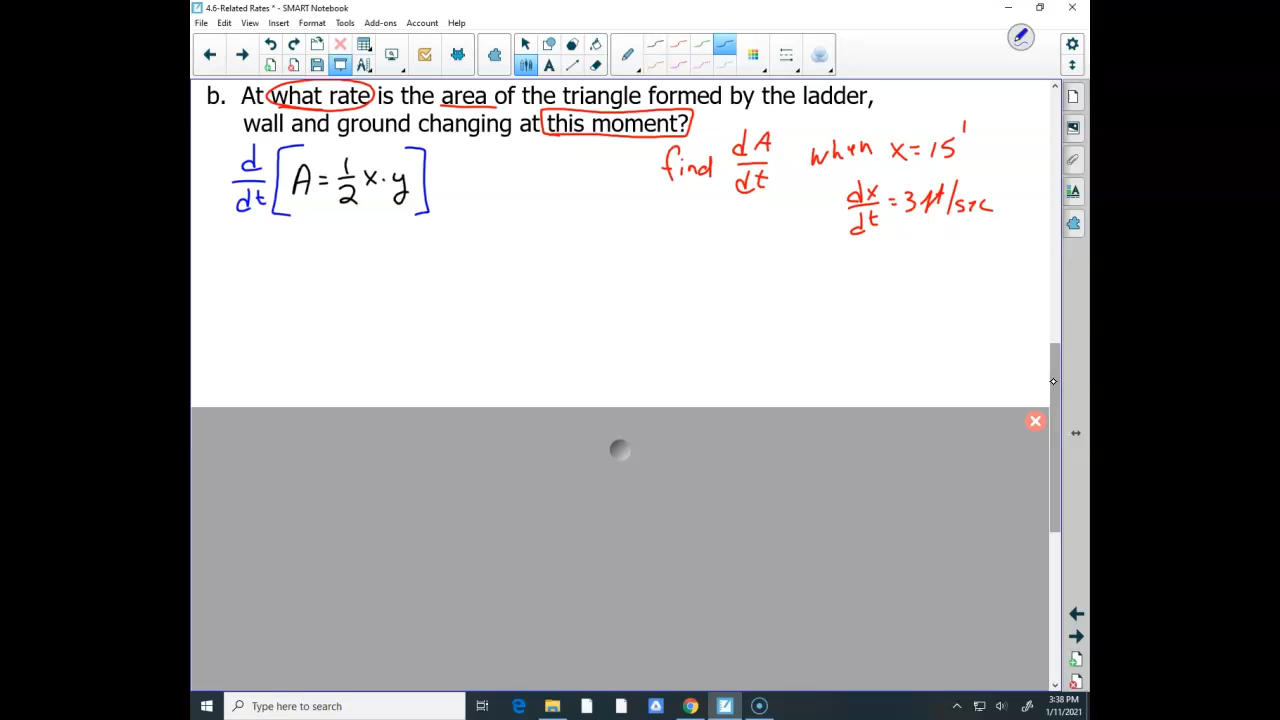 4.6-Related Rates * - SMART Notebook
File Edit View Insert Format Tools Add-ons Account Help
b. At what rate is the area of the triangle formed by the ladder,
wall and ground changing at this moment?
d/dt [A = 1/2 x · y]
find dA/dt when x = 15'
dx/dt = 3 ft/sec
Type here to search
3:38 PM
1/11/2021